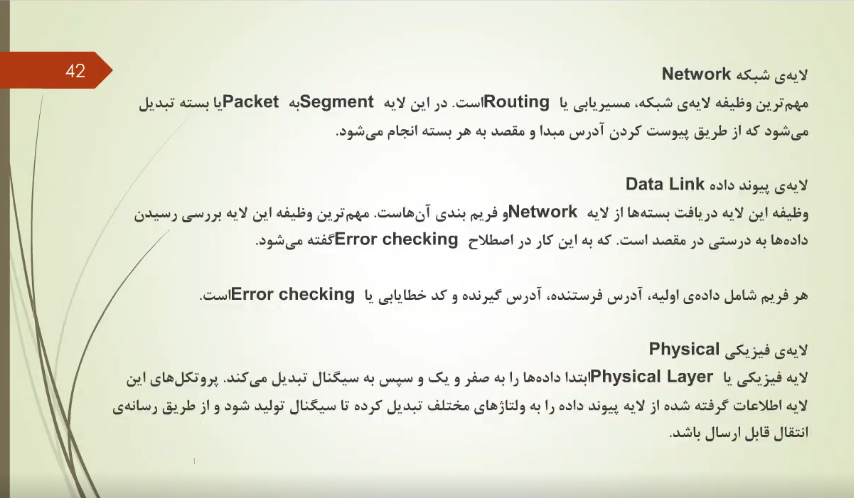 42
لایه‌ی شبکه Network
مهم‌ترین وظیفه لایه‌ی شبکه، مسیریابی یا Routing است. در این لایه Segment به Packet یا بسته تبدیل
می‌شود که از طریق پیوست کردن آدرس مبدا و مقصد به هر بسته انجام می‌شود.
لایه‌ی پیوند داده Data Link
وظیفه این لایه دریافت بسته‌ها از لایه Network و فریم بندی آن‌هاست. مهم‌ترین وظیفه این لایه بررسی رسیدن
داده‌ها به درستی در مقصد است. که به این کار در اصطلاح Error checking گفته می‌شود.
هر فریم شامل داده‌ی اولیه، آدرس فرستنده، آدرس گیرنده و کد خطایابی یا Error checking است.
لایه‌ی فیزیکی Physical
لایه فیزیکی یا Physical Layer ابتدا داده‌ها را به صفر و یک و سپس به سیگنال تبدیل می‌کند. پروتکل‌های این
لایه اطلاعات گرفته شده از لایه پیوند داده را به ولتاژهای مختلف تبدیل کرده تا سیگنال تولید شود و از طریق رسانه‌ی
انتقال قابل ارسال باشد.